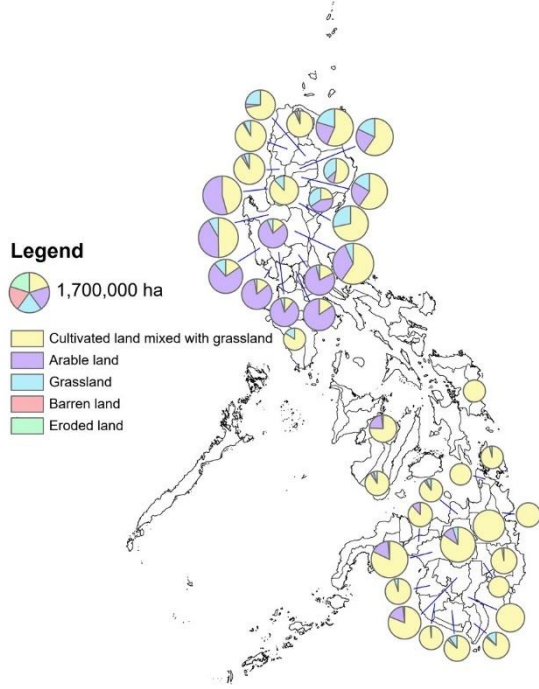 Legend
1,700,000 ha
Cultivated land mixed with grassland
Arable land
Grassland
Barren land
Eroded land